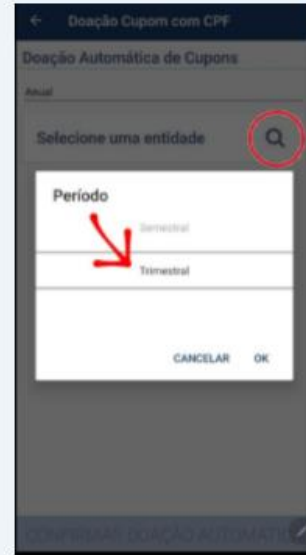 ← Doação Cupom com CPF
Doação Automática de Cupons
Anual
Selecione uma entidade
Período
Semestral
Trimestral
CANCELAR OK
CONFIRMAR DOAÇÃO AUTOMÁTICA